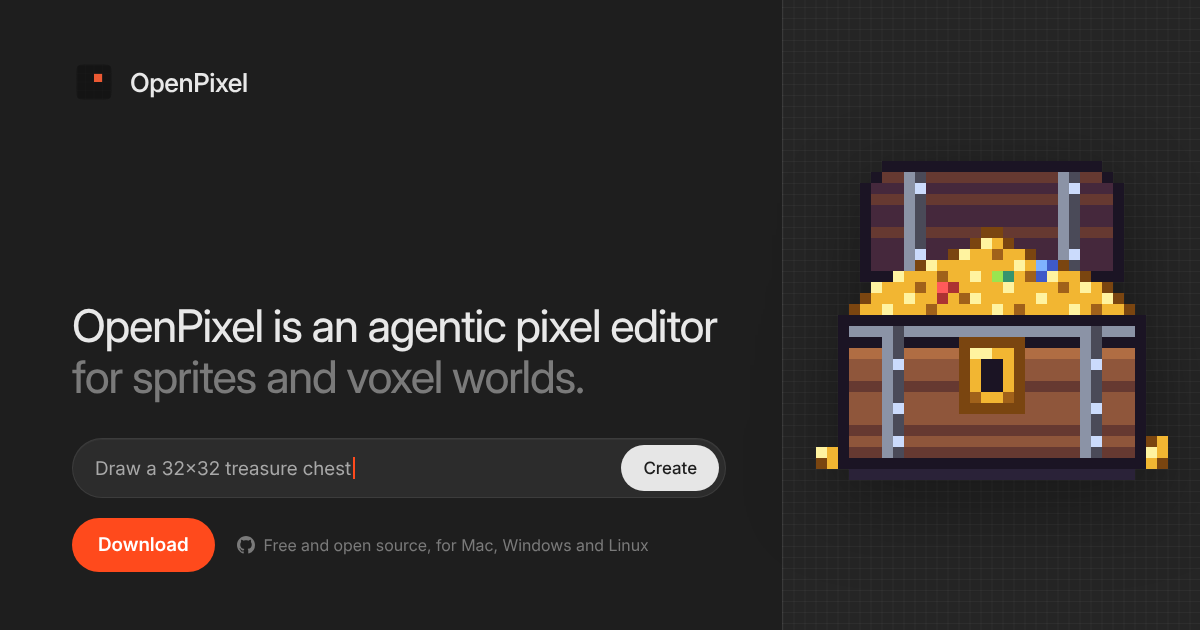 OpenPixel
OpenPixel is an agentic pixel editor
for sprites and voxel worlds.
Draw a 32×32 treasure chest
Create
Download
Free and open source, for Mac, Windows and Linux